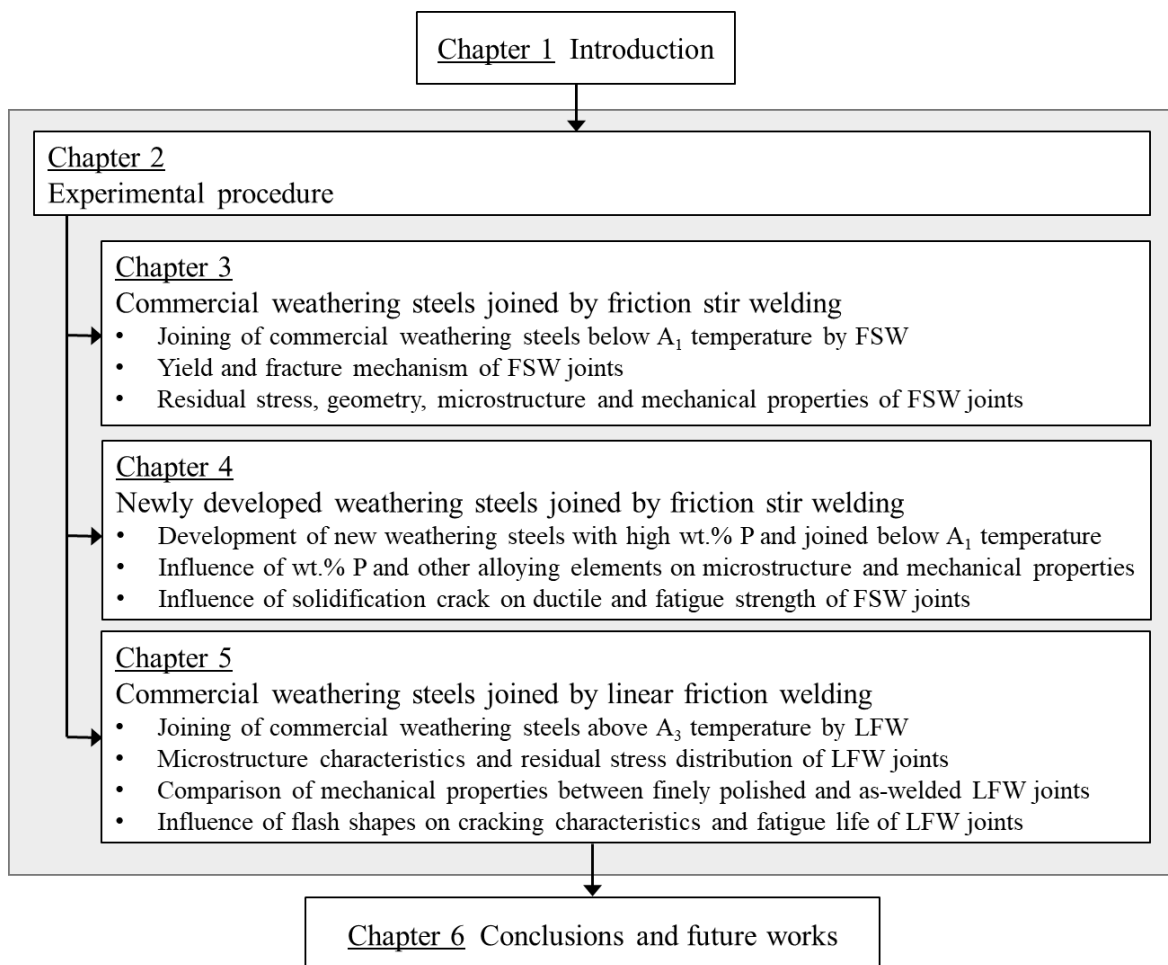 Chapter 1 Introduction
Chapter 2
Experimental procedure
Chapter 3
Commercial weathering steels joined by friction stir welding
• Joining of commercial weathering steels below A₁ temperature by FSW
• Yield and fracture mechanism of FSW joints
• Residual stress, geometry, microstructure and mechanical properties of FSW joints
Chapter 4
Newly developed weathering steels joined by friction stir welding
• Development of new weathering steels with high wt.% P and joined below A₁ temperature
• Influence of wt.% P and other alloying elements on microstructure and mechanical properties
• Influence of solidification crack on ductile and fatigue strength of FSW joints
Chapter 5
Commercial weathering steels joined by linear friction welding
• Joining of commercial weathering steels above A₃ temperature by LFW
• Microstructure characteristics and residual stress distribution of LFW joints
• Comparison of mechanical properties between finely polished and as-welded LFW joints
• Influence of flash shapes on cracking characteristics and fatigue life of LFW joints
Chapter 6 Conclusions and future works